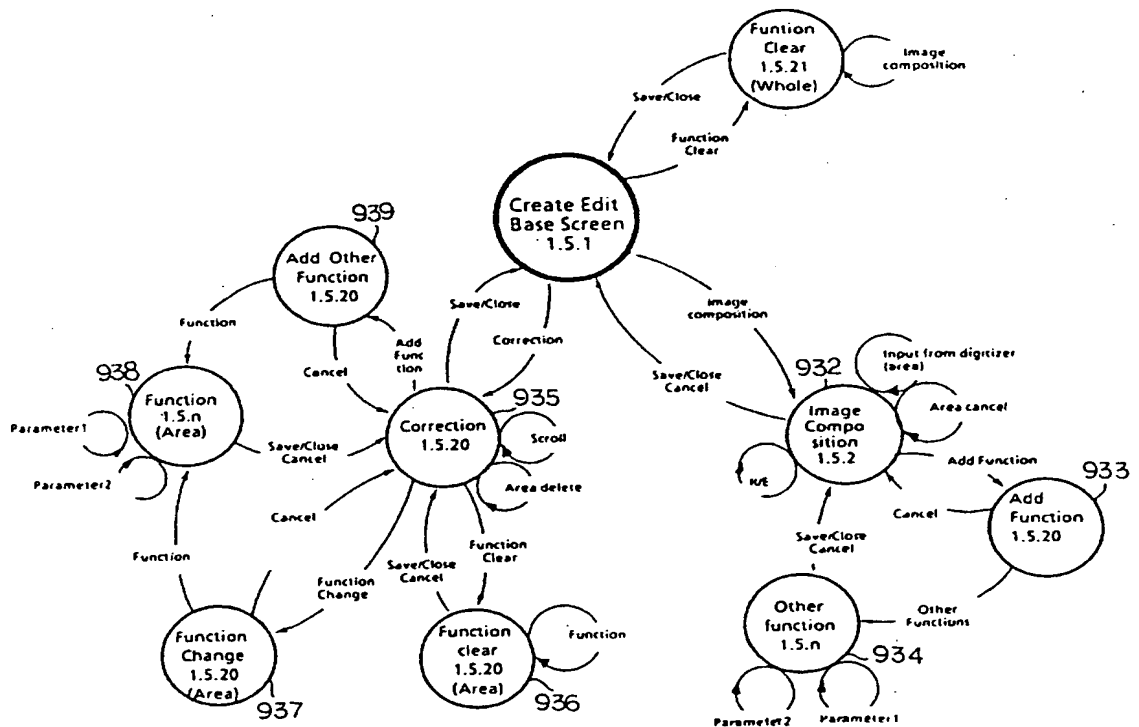 Funtion
Clear
1.5.21
(Whole)
Image
composition
Save/Close
Function
Clear
Create Edit
Base Screen
1.5.1
939
Add Other
Function
1.5.20
Save/Close
Image
composition
Function
Add
Func
tion
Correction
Cancel
Save/Close
Cancel
932
Input from digitizer
(area)
938
Function
1.5.n
(Area)
935
Parameter1
Correction
1.5.20
Scroll
Image
Compo
sition
1.5.2
Area cancel
Save/Close
Cancel
Add Function
933
Parameter2
Area delete
Cancel
Cancel
Add
Function
1.5.20
Function
Function
Change
Save/Close
Cancel
Function
Clear
Save/Close
Cancel
Function
Change
1.5.20
(Area)
Function
clear
1.5.20
(Area)
Function
Other
function
1.5.n
Other
Functions
934
937
936
Parameter2
Parameter1